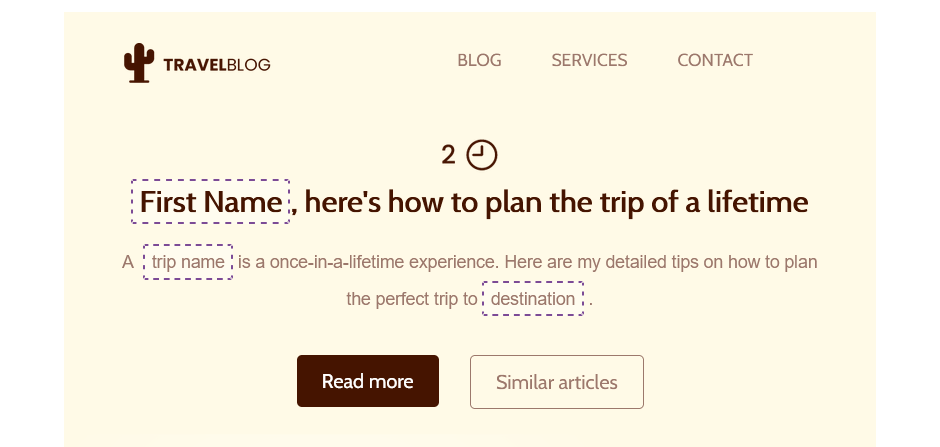 TRAVELBLOG
BLOG SERVICES CONTACT
2
First Name, here's how to plan the trip of a lifetime
A trip name is a once-in-a-lifetime experience. Here are my detailed tips on how to plan
the perfect trip to destination.
Read more
Similar articles